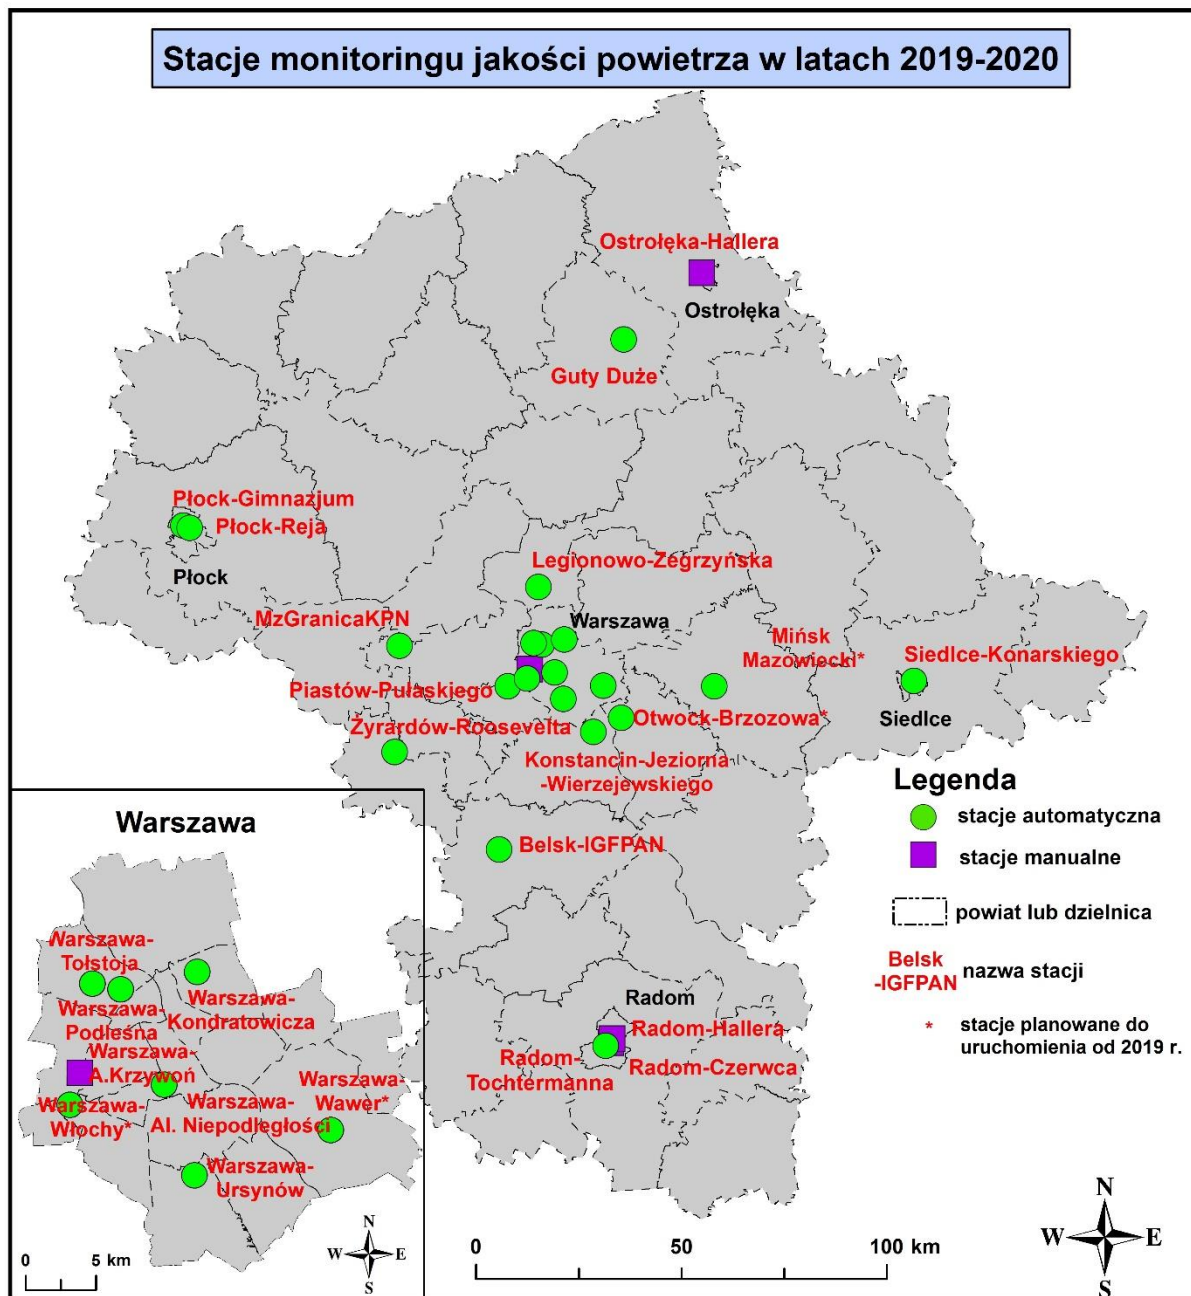 Stacje monitoringu jakości powietrza w latach 2019-2020
Ostrołęka-Hallera
Ostrołęka
Guty Duże
Płock-Gimnazjum
Płock-Reja
Płock
Legionowo-Zegrzyńska
MzGranicaKPN
Warszawa
Mińsk
Mazowiecki*
Siedlce-Konarskiego
Siedlce
Piastów-Pułaskiego
Otwock-Brzozowa*
Żyrardów-Roosevelta
Konstancin-Jeziorna
-Wierzejewskiego
Belsk-IGFPAN
Radom
Radom-Hallera
Radom-
Tochtermanna
Radom-Czerwca
Legenda
stacje automatyczna
stacje manualne
powiat lub dzielnica
Belsk
-IGFPAN
nazwa stacji
*
stacje planowane do
uruchomienia od 2019 r.
Warszawa
Warszawa-
Tołstoja
Warszawa-
Podleśna
Warszawa-
Kondratowicza
Warszawa-
A.Krzywoń
Warszawa-
Włochy*
Warszawa-
Al. Niepodległości
Warszawa-
Wawer*
Warszawa-
Ursynów
0 5 km
N
W E
S
0 50 100 km
N
W E
S